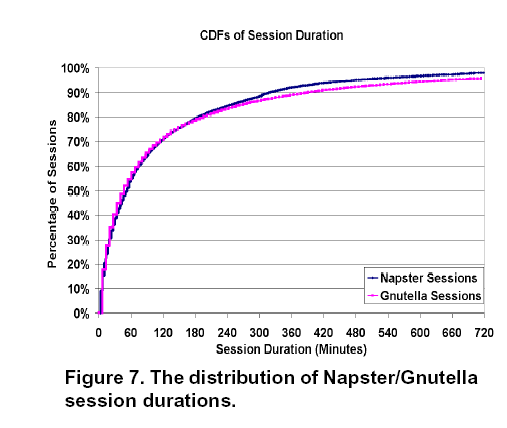 CDFs of Session Duration
Percentage of Sessions
100%
90%
80%
70%
60%
50%
40%
30%
20%
10%
0%
Napster Sessions
Gnutella Sessions
0 60 120 180 240 300 360 420 480 540 600 660 720
Session Duration (Minutes)
Figure 7. The distribution of Napster/Gnutella
session durations.